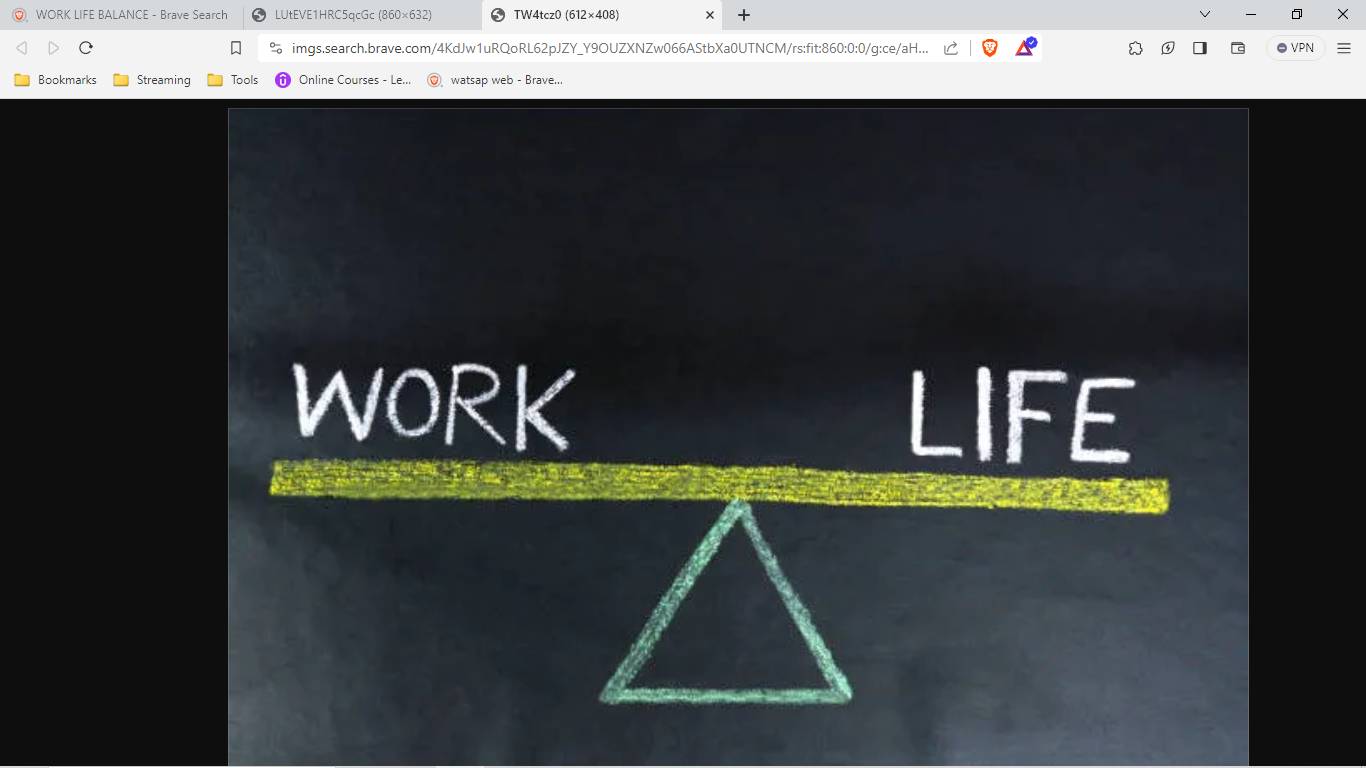 WORK LIFE BALANCE - Brave Search
LUtEVE1HRC5qcGc (860×632)
TW4tcz0 (612×408)
imgs.search.brave.com/4KdJw1uRQoRL62pJZY_Y9OUZXNZw066AStbXa0UTNCM/rs:fit:860:0:0/g:ce/aH...
VPN
Bookmarks
Streaming
Tools
Online Courses - Le...
watsap web - Brave...
WORK LIFE